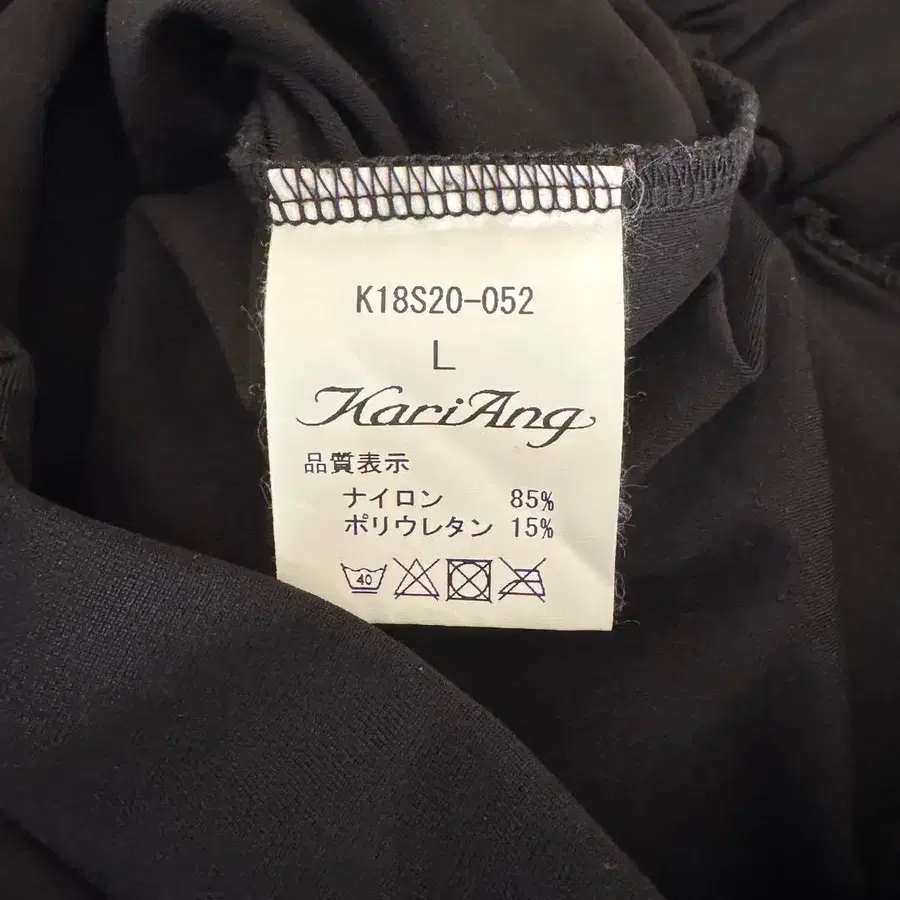 K18S20-052
L
KariAng
品質表示
ナイロン 85%
ポリウレタン 15%
40